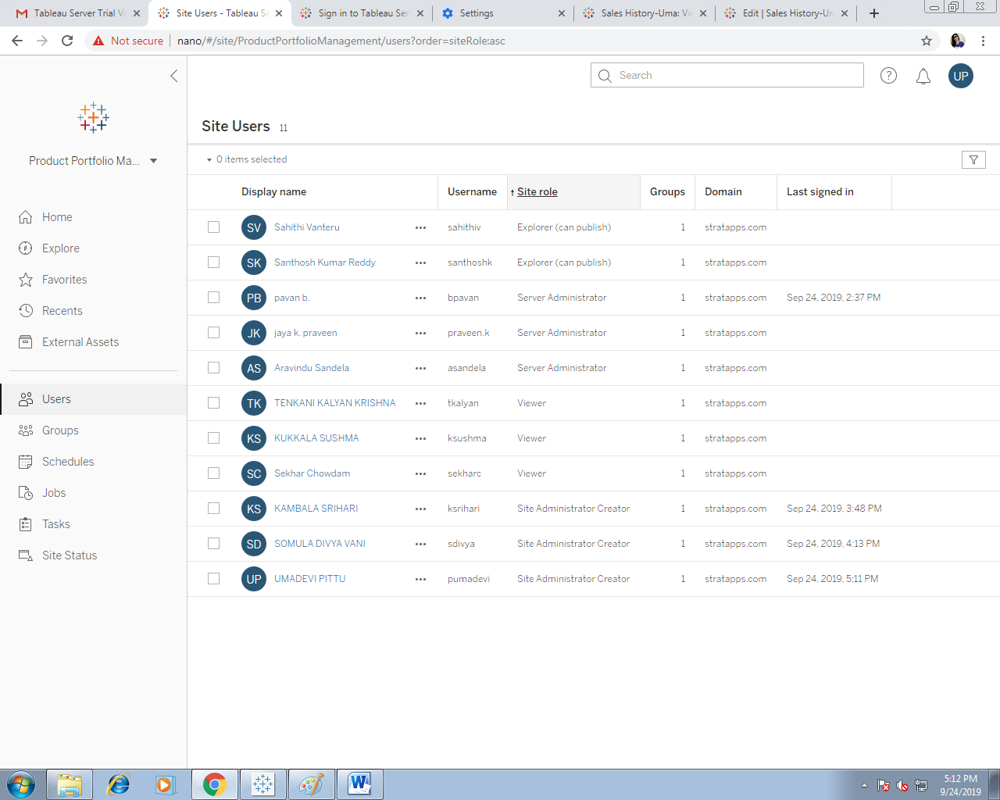 Tableau Server Trial Ve
Site Users - Tableau Se
Sign in to Tableau Ser
Settings
Sales History-Uma: Vie
Edit | Sales History-Um
Not secure
nano/#/site/ProductPortfolioManagement/users?order=siteRole:asc
Search
UP
Site Users 11
Product Portfolio Ma...
0 items selected
Display name Username Site role Groups Domain Last signed in
Home
Explore
Favorites
Recents
External Assets
Users
Groups
Schedules
Jobs
Tasks
Site Status
SV Sahithi Vanteru sahithiv Explorer (can publish) 1 stratapps.com
SK Santhosh Kumar Reddy santhoshk Explorer (can publish) 1 stratapps.com
PB pavan b. bpavan Server Administrator 1 stratapps.com Sep 24, 2019, 2:37 PM
JK jaya k. praveen praveen.k Server Administrator 1 stratapps.com
AS Aravindu Sandela asandela Server Administrator 1 stratapps.com
TK TENKANI KALYAN KRISHNA tkalyan Viewer 1 stratapps.com
KS KUKKALA SUSHMA ksushma Viewer 1 stratapps.com
SC Sekhar Chowdam sekharc Viewer 1 stratapps.com
KS KAMBALA SRIHARI ksrihari Site Administrator Creator 1 stratapps.com Sep 24, 2019, 3:48 PM
SD SOMULA DIVYA VANI sdivya Site Administrator Creator 1 stratapps.com Sep 24, 2019, 4:13 PM
UP UMADEVI PITTU pumadevi Site Administrator Creator 1 stratapps.com Sep 24, 2019, 5:11 PM
5:12 PM
9/24/2019